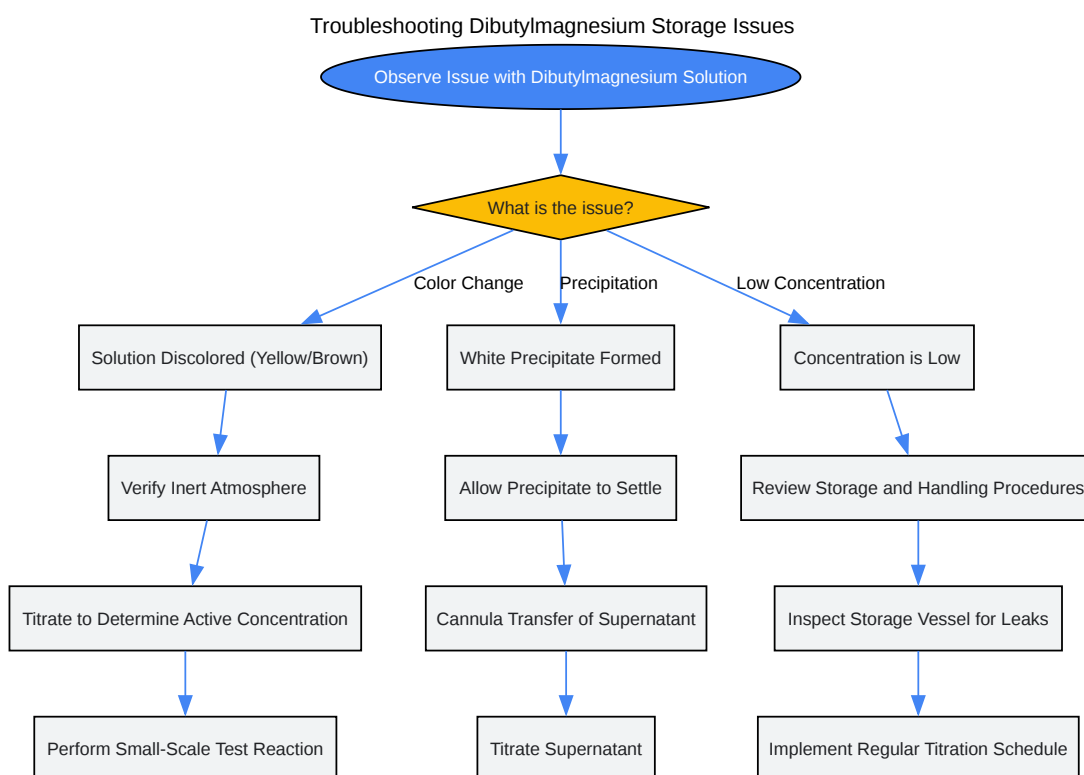 Troubleshooting Dibutylmagnesium Storage Issues
Observe Issue with Dibutylmagnesium Solution
What is the issue?
Color Change
Precipitation
Low Concentration
Solution Discolored (Yellow/Brown)
White Precipitate Formed
Concentration is Low
Verify Inert Atmosphere
Allow Precipitate to Settle
Review Storage and Handling Procedures
Titrate to Determine Active Concentration
Cannula Transfer of Supernatant
Inspect Storage Vessel for Leaks
Perform Small-Scale Test Reaction
Titrate Supernatant
Implement Regular Titration Schedule